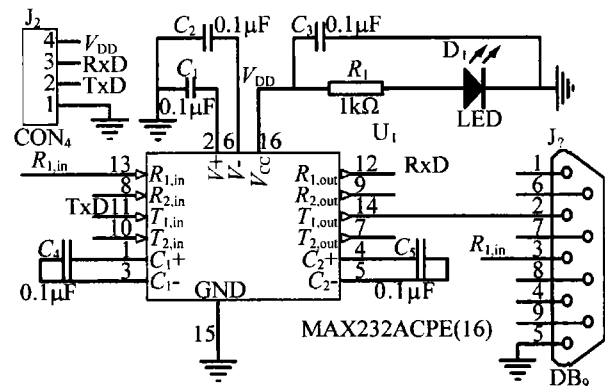 J₂
4 V_DD
3 RxD
2 TxD
1
CON₄
C₂ 0.1μF
C₁
0.1μF
V_DD
C₃ 0.1μF
R₁
1kΩ
D₁
LED
U₁
2 6 16
V+ V- V_CC
R₁,in 13 R₁,in
8 R₂,in
TxD 11 T₁,in
10 T₂,in
1 C₁+
3 C₁-
C₄
0.1μF
R₁,out 12 RxD
R₂,out 9
T₁,out 14
T₂,out 7
C₂+ 4
C₂- 5
C₅
0.1μF
GND
15
MAX232ACPE(16)
J₂
1
6
2
7
R₁,in 3
8
4
9
5
DB₉